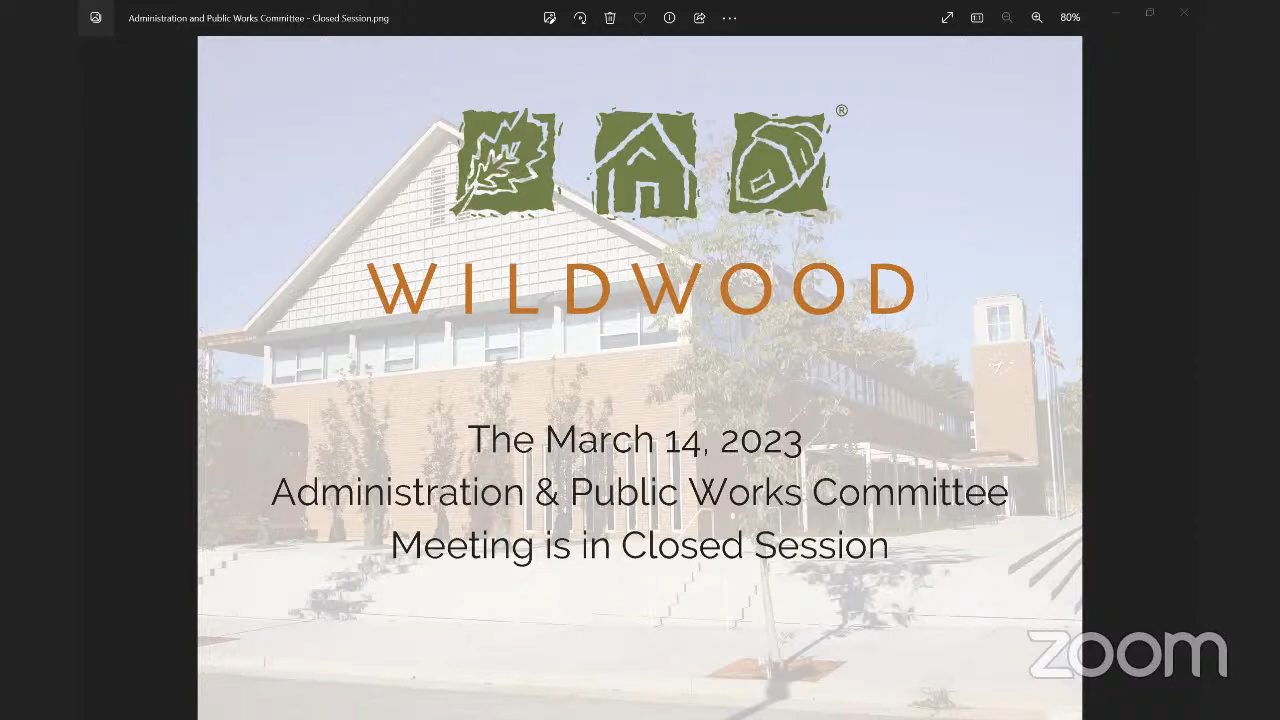 Administration and Public Works Committee - Closed Session.png
80%
®
WILDWOOD
The March 14, 2023
Administration & Public Works Committee
Meeting is in Closed Session
zoom